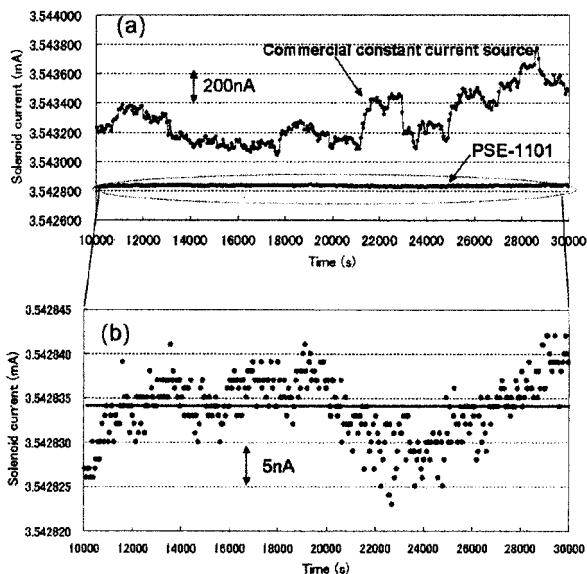 (a)
Commercial constant current source
200nA
PSE-1101
Solenoid current (mA)
3.544000
3.543800
3.543600
3.543400
3.543200
3.543000
3.542800
3.542600
10000 12000 14000 16000 18000 20000 22000 24000 26000 28000 30000
Time (s)
(b)
5nA
Solenoid current (mA)
3.542845
3.542840
3.542835
3.542830
3.542825
3.542820
10000 12000 14000 16000 18000 20000 22000 24000 26000 28000 30000
Time (s)